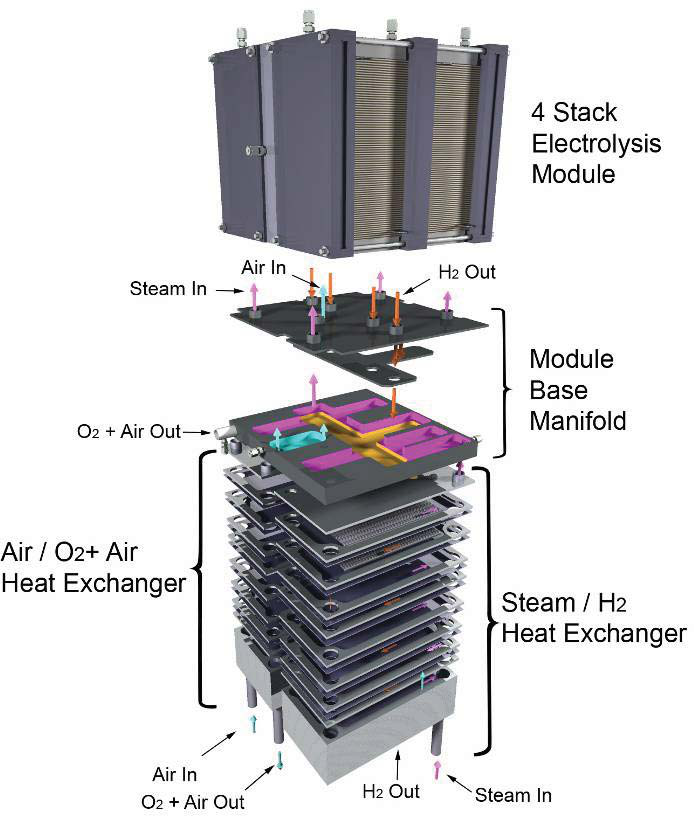 4 Stack
Electrolysis
Module
Air In
Steam In
H2 Out
Module
Base
Manifold
O2 + Air Out
Air / O2+ Air
Heat Exchanger
Steam / H2
Heat Exchanger
Air In
O2 + Air Out
H2 Out
Steam In